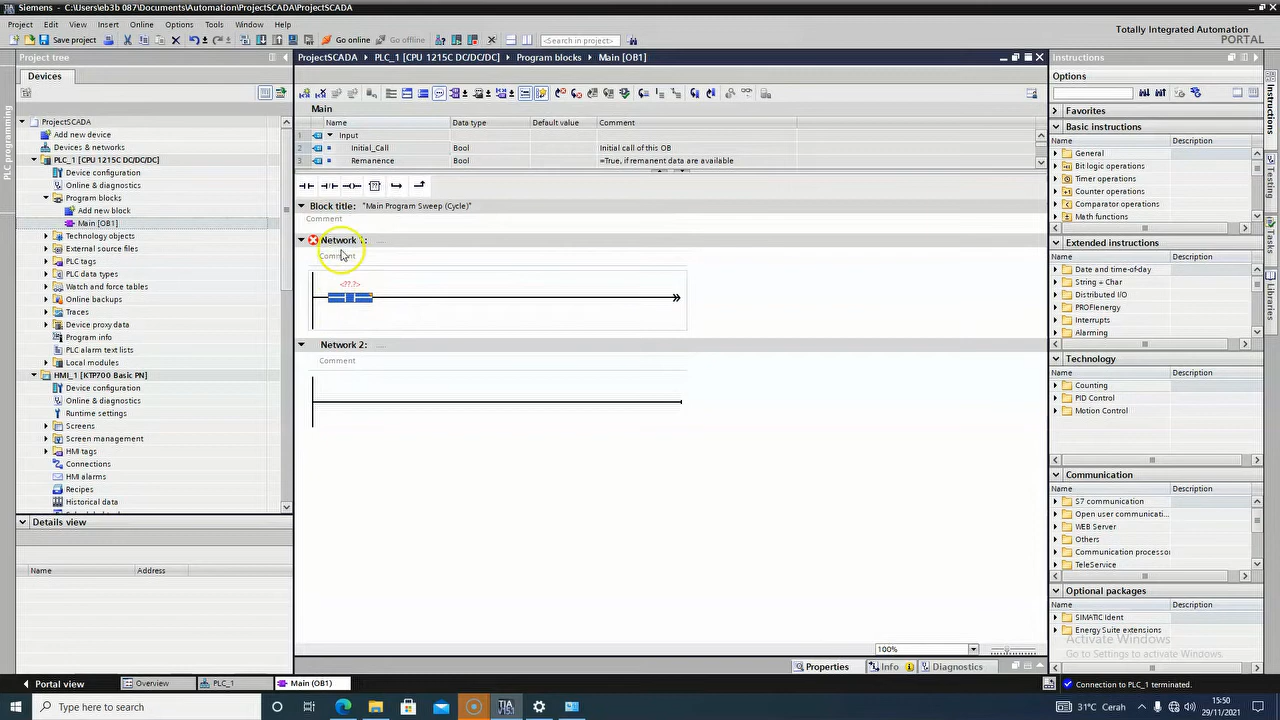 Siemens - C:\Users\eb3b 087\Documents\Automation\ProjectSCADA\ProjectSCADA
Project Edit View Insert Online Options Tools Window Help
Totally Integrated Automation
PORTAL
Save project
Go online
Go offline
<Search in project>
Project tree
ProjectSCADA PLC_1 [CPU 1215C DC/DC/DC] Program blocks Main [OB1]
Instructions
Devices
Options
PLC programming
ProjectSCADA
Add new device
Devices & networks
PLC_1 [CPU 1215C DC/DC/DC]
Device configuration
Online & diagnostics
Program blocks
Add new block
Main [OB1]
Technology objects
External source files
PLC tags
PLC data types
Watch and force tables
Online backups
Traces
Device proxy data
Program info
PLC alarm text lists
Local modules
HMI_1 [KTP700 Basic PN]
Device configuration
Online & diagnostics
Runtime settings
Screens
Screen management
HMI tags
Connections
HMI alarms
Recipes
Historical data
Details view
Name Address
Main
Name Data type Default value Comment
1 Input
2 Initial_Call Bool Initial call of this OB
3 Remanence Bool =True, if remanent data are available
Block title: "Main Program Sweep (Cycle)"
Comment
Network
Comment
<??.?>
Network 2:
Comment
100%
Properties Info Diagnostics
Favorites
Basic instructions
Name Description
General
Bit logic operations
Timer operations
Counter operations
Comparator operations
Math functions
Extended instructions
Name Description
Date and time-of-day
String + Char
Distributed I/O
PROFIenergy
Interrupts
Alarming
Technology
Name Description
Counting
PID Control
Motion Control
Communication
Name Description
S7 communication
Open user communicati...
WEB Server
Others
Communication processor
TeleService
Optional packages
Name Description
SIMATIC Ident
Energy Suite extensions
Activate Windows
Go to Settings to activate Windows.
Instructions
Testing
Tasks
Libraries
Portal view Overview PLC_1 Main (OB1)
Connection to PLC_1 terminated.
Type here to search
31°C Cerah
15:50
29/11/2021